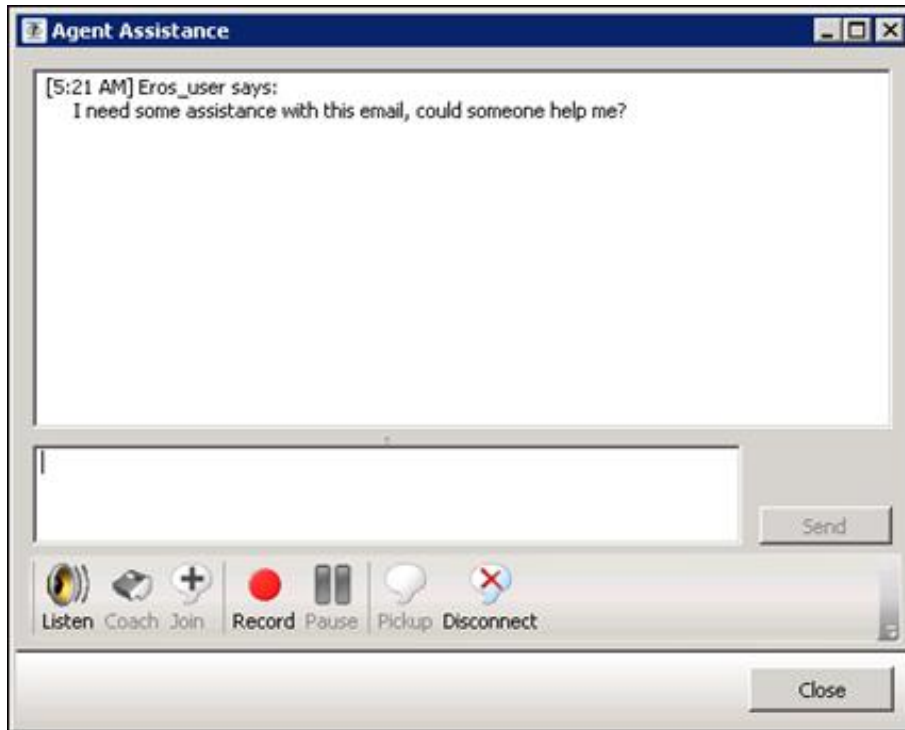 Agent Assistance
[5:21 AM] Eros_user says:
I need some assistance with this email, could someone help me?
Send
Listen Coach Join Record Pause Pickup Disconnect
Close